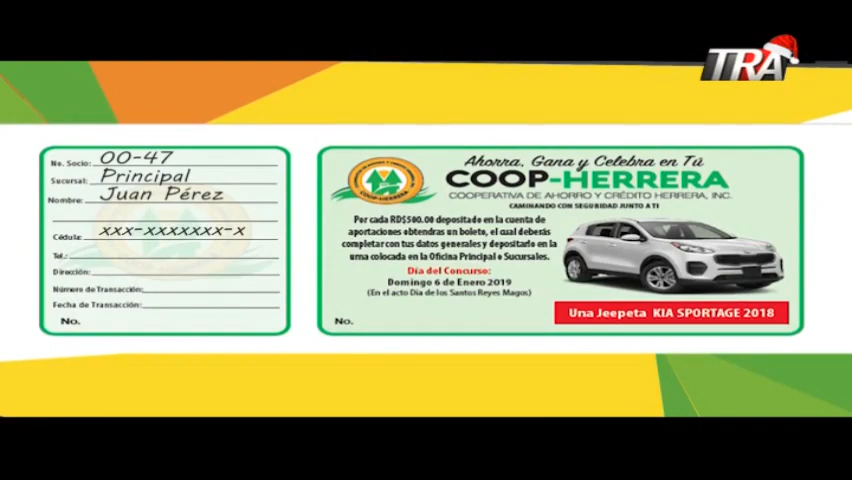 TRA
No. Socio: 00-47
Sucursal: Principal
Nombre: Juan Pérez
Cédula: xxx-xxxxxxx-x
Tel.:
Dirección:
Número de Transacción:
Fecha de Transacción:
No.
COOP-HERRERA
Ahorra, Gana y Celebra en Tú
COOP-HERRERA
COOPERATIVA DE AHORRO Y CRÉDITO HERRERA, INC.
CAMINANDO CON SEGURIDAD JUNTO A TI
Por cada RD$500.00 depositado en la cuenta de
aportaciones obtendras un boleto, el cual deberás
completar con tus datos generales y depositarlo en la
urna colocada en la Oficina Principal o Sucursales.
Día del Concurso:
Domingo 6 de Enero 2019
(En el acto Día de los Santos Reyes Magos)
No.
Una Jeepeta KIA SPORTAGE 2018